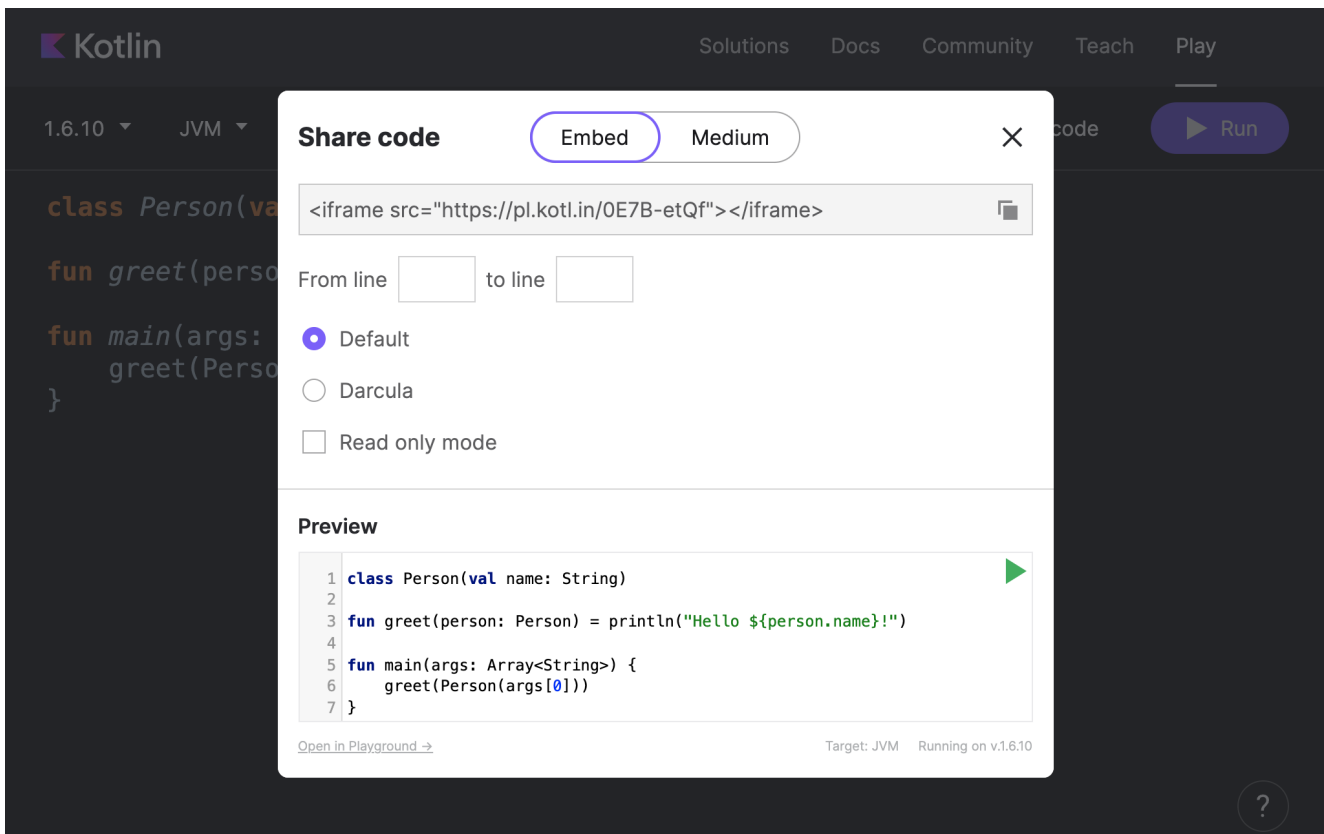 Kotlin
Solutions Docs Community Teach Play
1.6.10 JVM
code
Run
Share code
Embed Medium
<iframe src="https://pl.kotl.in/0E7B-etQf"></iframe>
From line to line
Default
Darcula
Read only mode
class Person(va
fun greet(perso
fun main(args:
greet(Perso
}
Preview
1 class Person(val name: String)
2
3 fun greet(person: Person) = println("Hello ${person.name}!")
4
5 fun main(args: Array<String>) {
6     greet(Person(args[0]))
7 }
Open in Playground → Target: JVM Running on v.1.6.10
?